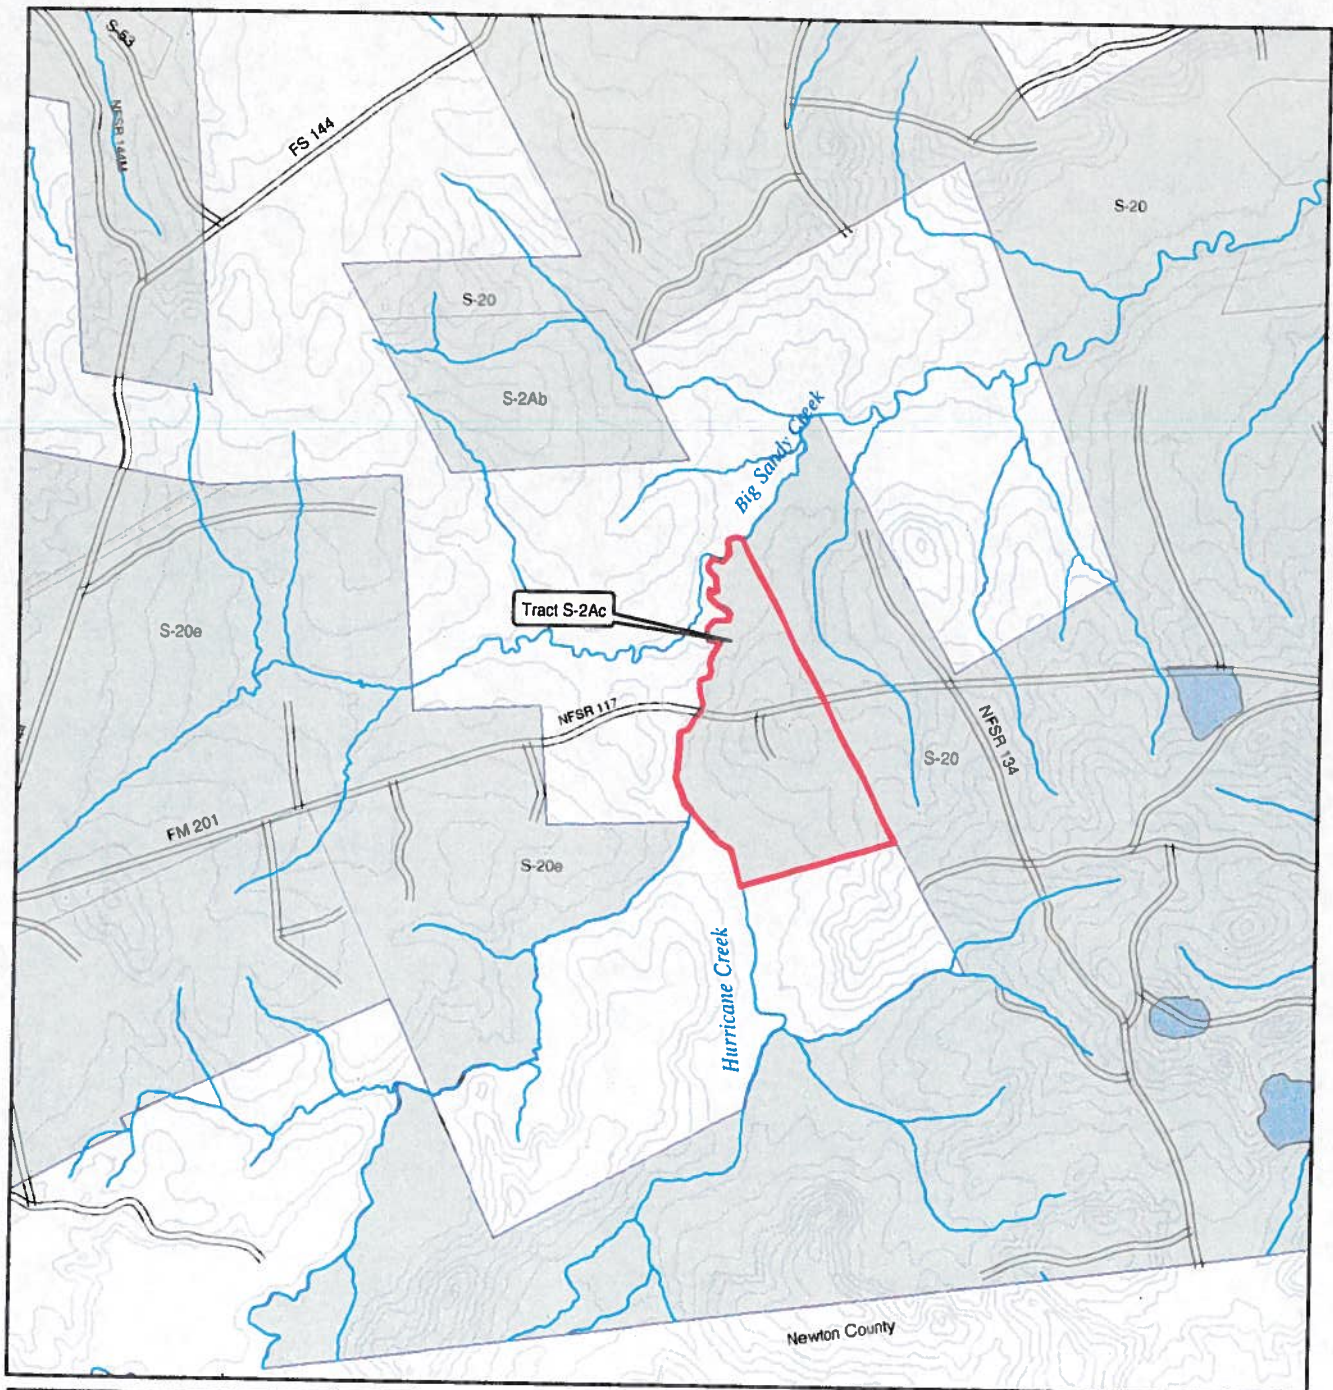 S-63
NFSR 144M
FS 144
S-20
S-20
S-2Ab
Big Sandy Creek
Tract S-2Ac
S-20e
NFSR 117
NFSR 134
S-20
FM 201
S-20e
Hurricane Creek
Newton County